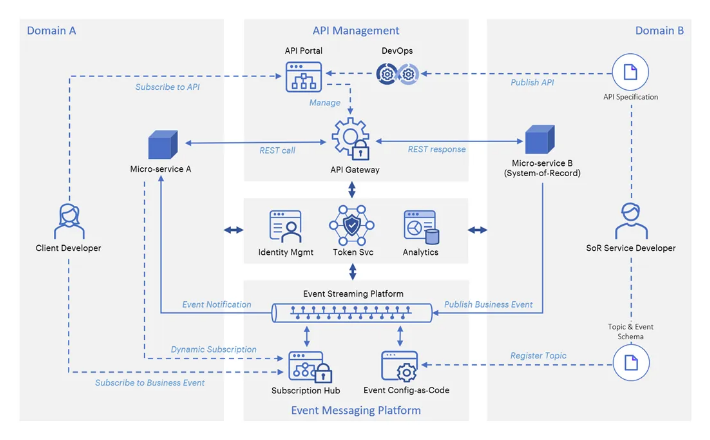 Domain A
API Management
Domain B
API Portal
DevOps
Subscribe to API
Publish API
API Specification
Manage
REST call
REST response
Micro-service A
API Gateway
Micro-service B
(System-of-Record)
Client Developer
Identity Mgmt
Token Svc
Analytics
SoR Service Developer
Event Streaming Platform
Event Notification
Publish Business Event
Topic & Event
Schema
Dynamic Subscription
Register Topic
Subscribe to Business Event
Subscription Hub
Event Config-as-Code
Event Messaging Platform